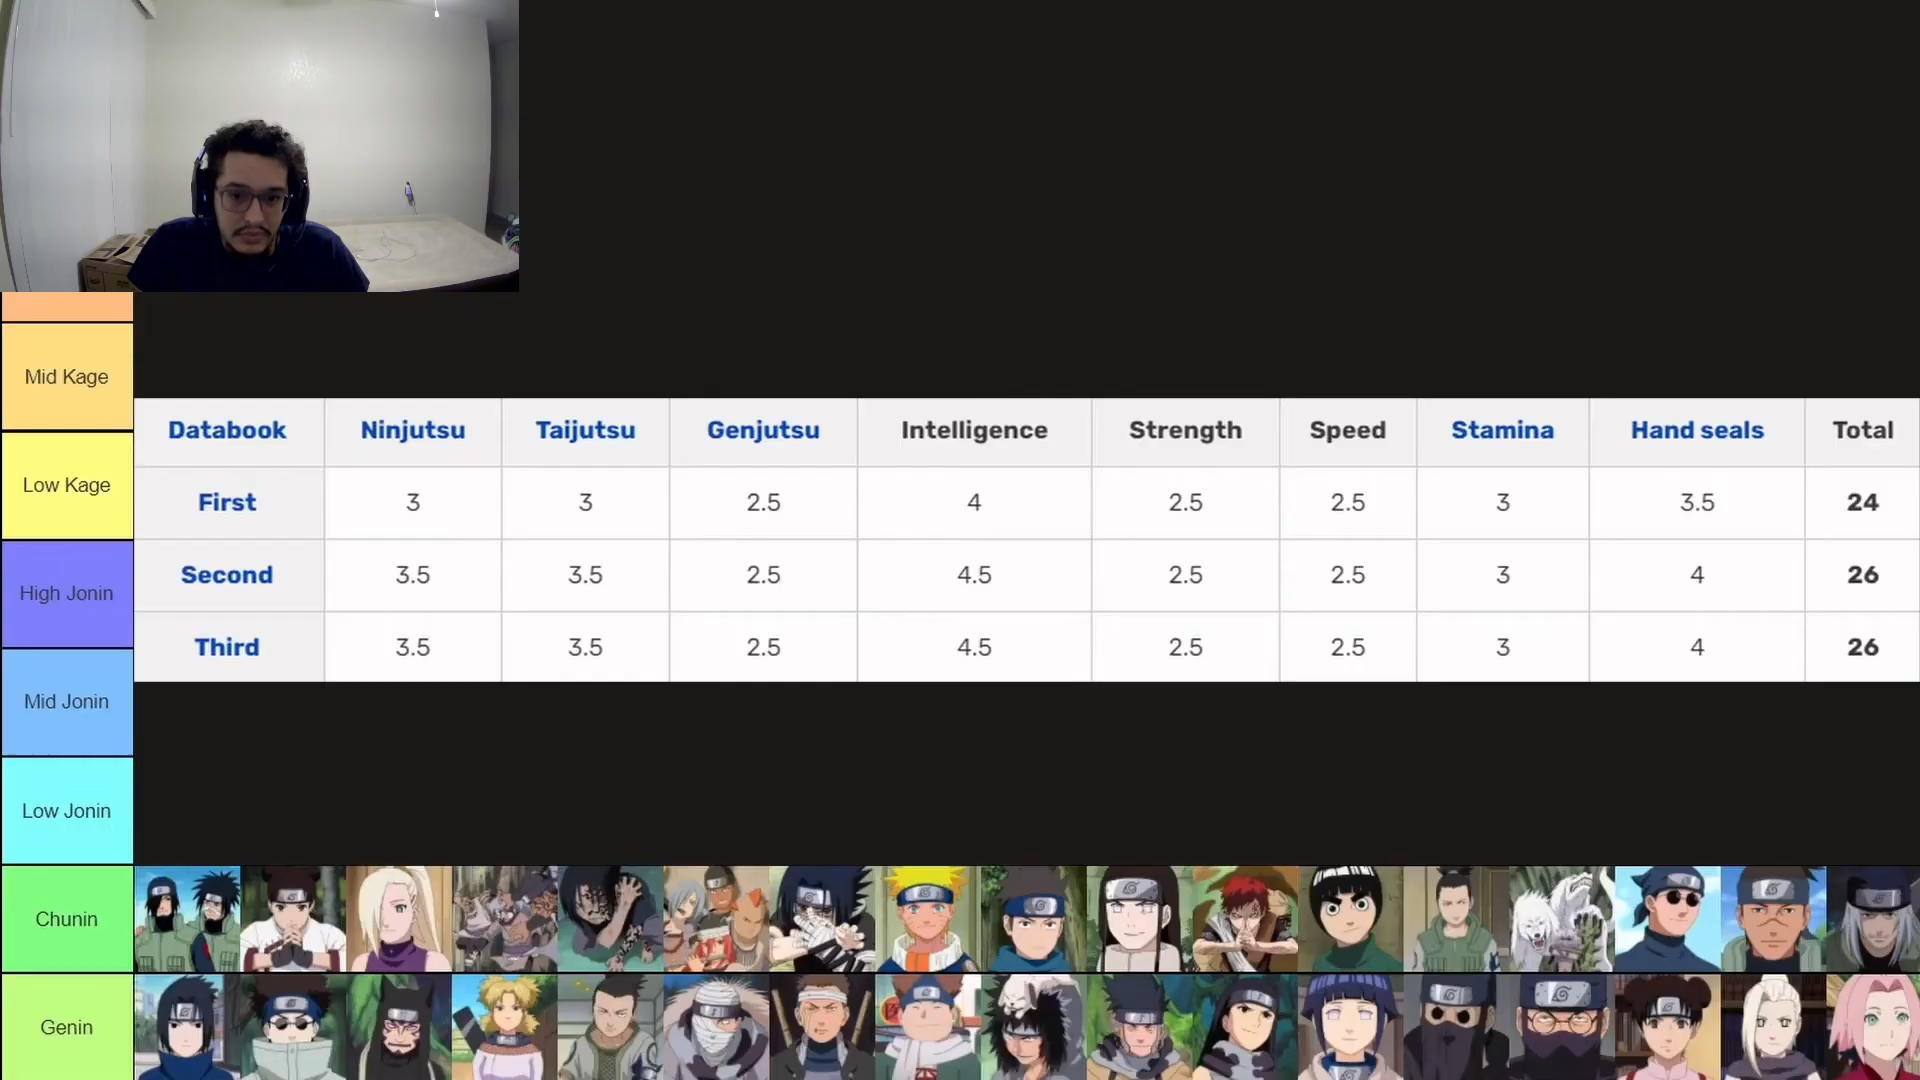 Mid Kage
Low Kage
High Jonin
Mid Jonin
Low Jonin
Chunin
Genin
Databook Ninjutsu Taijutsu Genjutsu Intelligence Strength Speed Stamina Hand seals Total
First 3 3 2.5 4 2.5 2.5 3 3.5 24
Second 3.5 3.5 2.5 4.5 2.5 2.5 3 4 26
Third 3.5 3.5 2.5 4.5 2.5 2.5 3 4 26